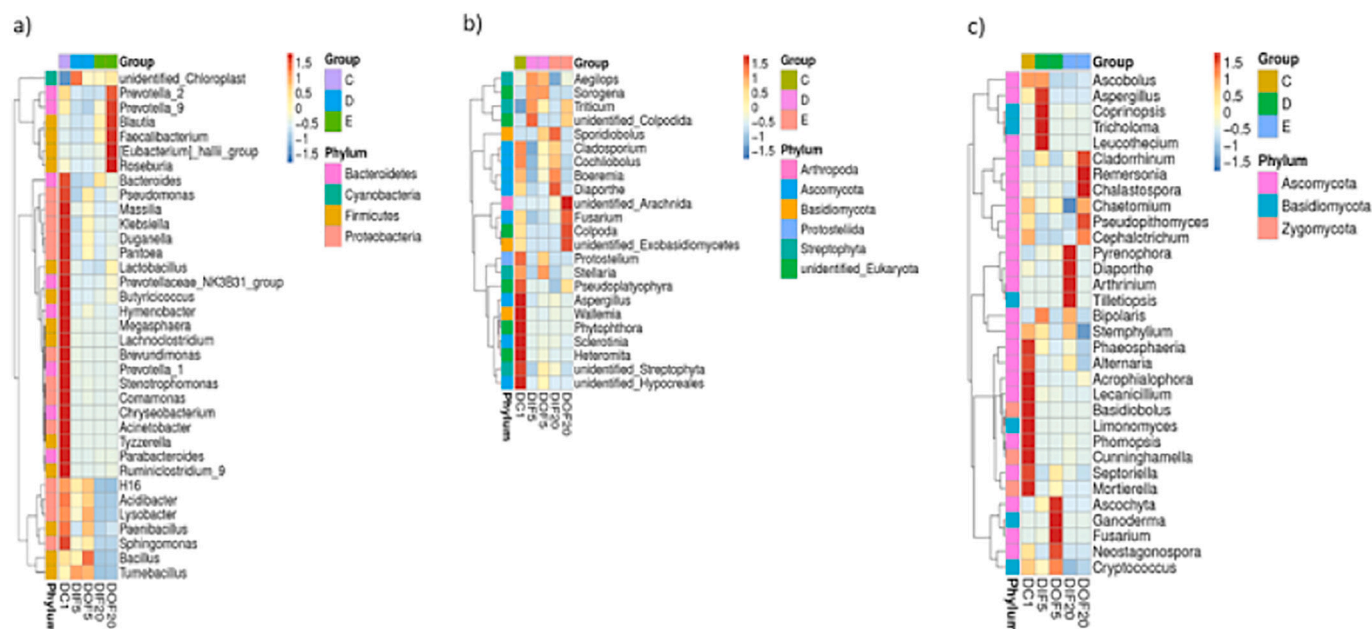 a)
Group
unidentified_Chloroplast
Prevotella_2
Prevotella_9
Blautia
Faecalibacterium
[Eubacterium]_hallii_group
Roseburia
Bacteroides
Pseudomonas
Massilia
Klebsiella
Duganella
Pantoea
Lactobacillus
Prevotellaceae_NK3B31_group
Butyricicoccus
Hymenobacter
Megasphaera
Lachnoclostridium
Brevundimonas
Prevotella_1
Stenotrophomonas
Comamonas
Chryseobacterium
Acinetobacter
Tyzzerella
Parabacteroides
Ruminiclostridium_9
H16
Acidibacter
Lysobacter
Paenibacillus
Sphingomonas
Bacillus
Tumebacillus
Phylum
DC1
DIF5
DOF5
DIF20
DOF20
1.5
1
0.5
0
−0.5
−1
−1.5
Group
C
D
E
Phylum
Bacteroidetes
Cyanobacteria
Firmicutes
Proteobacteria
b)
Group
Aegilops
Sorogena
Triticum
unidentified_Colpodida
Sporidiobolus
Cladosporium
Cochliobolus
Boeremia
Diaporthe
unidentified_Arachnida
Fusarium
Colpoda
unidentified_Exobasidiomycetes
Protostelium
Stellaria
Pseudoplatyophyra
Aspergillus
Wallemia
Phytophthora
Sclerotinia
Heteromita
unidentified_Streptophyta
unidentified_Hypocreales
Phylum
DC1
DIF5
DOF5
DIF20
DOF20
1.5
1
0.5
0
−0.5
−1
−1.5
Group
C
D
E
Phylum
Arthropoda
Ascomycota
Basidiomycota
Protosteliida
Streptophyta
unidentified_Eukaryota
c)
Group
Ascobolus
Aspergillus
Coprinopsis
Tricholoma
Leucothecium
Cladorrhinum
Remersonia
Chalastospora
Chaetomium
Pseudopithomyces
Cephalotrichum
Pyrenophora
Diaporthe
Arthrinium
Tilletiopsis
Bipolaris
Stemphylium
Phaeosphaeria
Alternaria
Acrophialophora
Lecanicillium
Basidiobolus
Limonomyces
Phomopsis
Cunninghamella
Septoriella
Mortierella
Ascochyta
Ganoderma
Fusarium
Neostagonospora
Cryptococcus
Phylum
DC1
DIF5
DOF5
DIF20
DOF20
1.5
1
0.5
0
−0.5
−1
−1.5
Group
C
D
E
Phylum
Ascomycota
Basidiomycota
Zygomycota